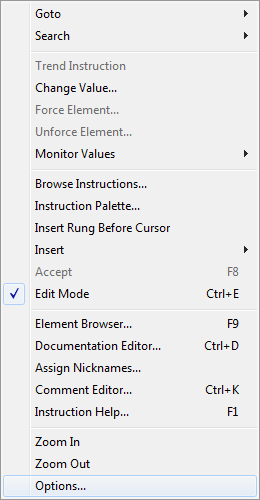 Goto
Search
Trend Instruction
Change Value...
Force Element...
Unforce Element...
Monitor Values
Browse Instructions...
Instruction Palette...
Insert Rung Before Cursor
Insert
Accept F8
Edit Mode Ctrl+E
Element Browser... F9
Documentation Editor... Ctrl+D
Assign Nicknames...
Comment Editor... Ctrl+K
Instruction Help... F1
Zoom In
Zoom Out
Options...